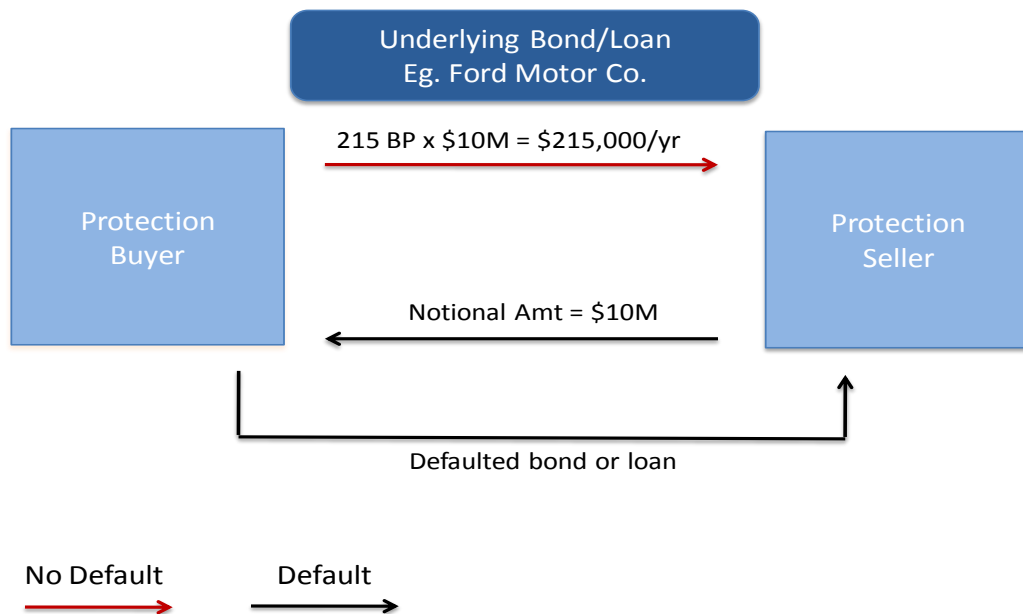 Underlying Bond/Loan
Eg. Ford Motor Co.
215 BP x $10M = $215,000/yr
Protection
Buyer
Protection
Seller
Notional Amt = $10M
Defaulted bond or loan
No Default
Default